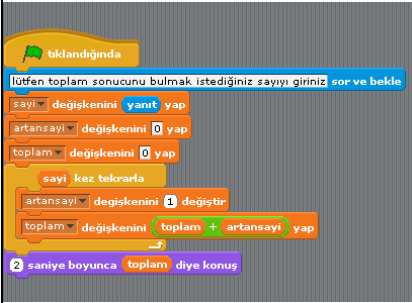 tıklandığında
lütfen toplam sonucunu bulmak istediğiniz sayıyı giriniz sor ve bekle
sayi değişkenini yanıt yap
artansayi değişkenini 0 yap
toplam değişkenini 0 yap
sayi kez tekrarla
artansayi değişkenini 1 değiştir
toplam değişkenini toplam + artansayi yap
2 saniye boyunca toplam diye konuş